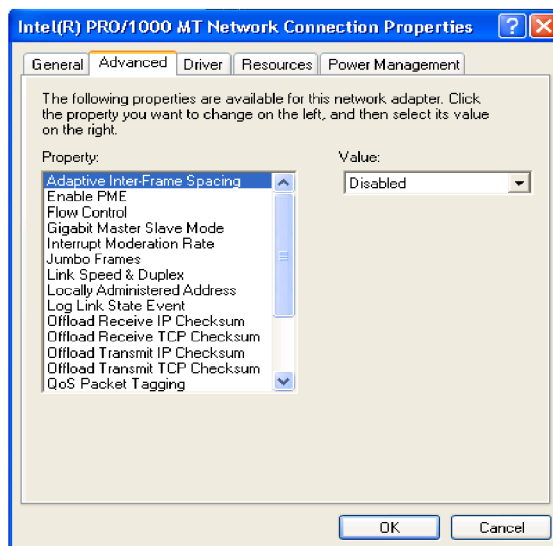 Intel(R) PRO/1000 MT Network Connection Properties
General Advanced Driver Resources Power Management
The following properties are available for this network adapter. Click
the property you want to change on the left, and then select its value
on the right.
Property:
Value:
Adaptive Inter-Frame Spacing
Disabled
Enable PME
Flow Control
Gigabit Master Slave Mode
Interrupt Moderation Rate
Jumbo Frames
Link Speed & Duplex
Locally Administered Address
Log Link State Event
Offload Receive IP Checksum
Offload Receive TCP Checksum
Offload Transmit IP Checksum
Offload Transmit TCP Checksum
QoS Packet Tagging
OK
Cancel